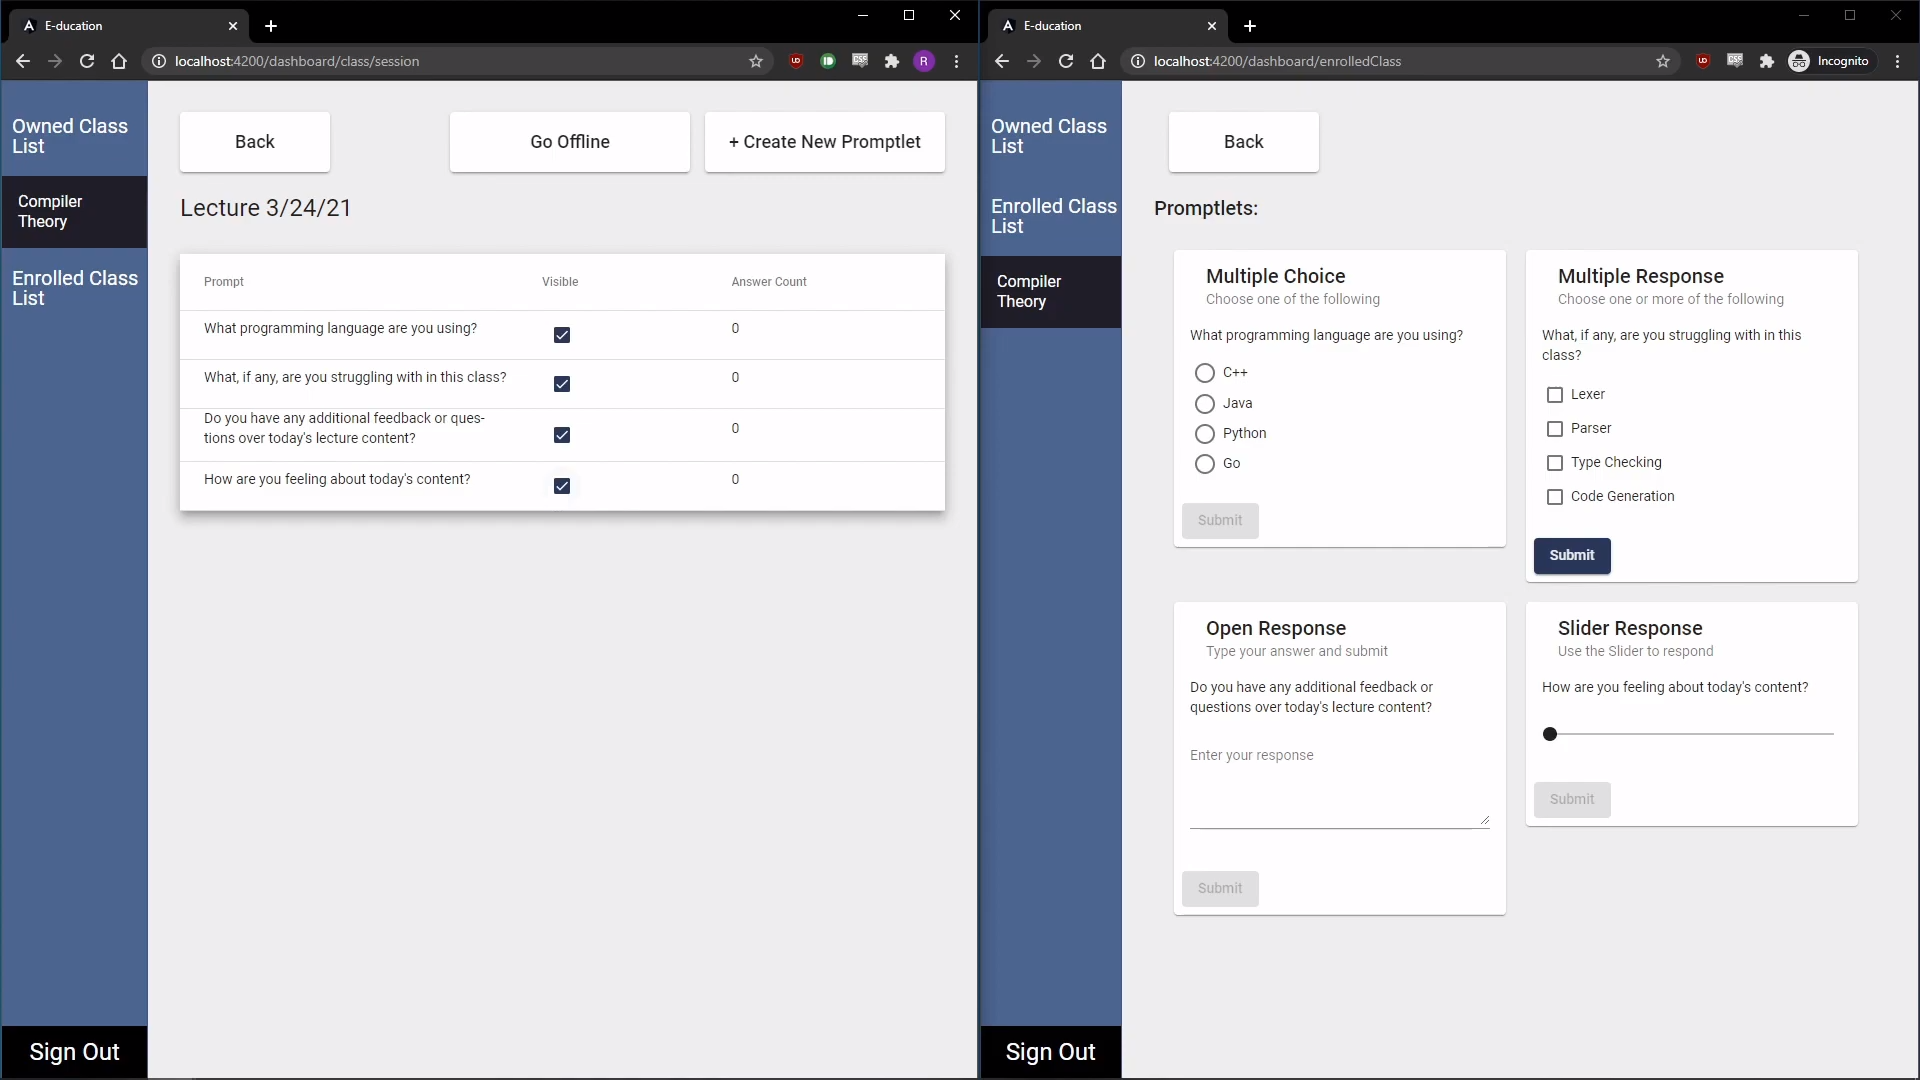 E-ducation
localhost:4200/dashboard/class/session
R
Owned Class
List
Compiler
Theory
Enrolled Class
List
Sign Out
Back
Go Offline
+ Create New Promptlet
Lecture 3/24/21
Prompt Visible Answer Count
What programming language are you using? 0
What, if any, are you struggling with in this class? 0
Do you have any additional feedback or ques-
tions over today's lecture content? 0
How are you feeling about today's content? 0
E-ducation
localhost:4200/dashboard/enrolledClass
Incognito
Owned Class
List
Enrolled Class
List
Compiler
Theory
Sign Out
Back
Promptlets:
Multiple Choice
Choose one of the following
What programming language are you using?
C++
Java
Python
Go
Submit
Multiple Response
Choose one or more of the following
What, if any, are you struggling with in this
class?
Lexer
Parser
Type Checking
Code Generation
Submit
Open Response
Type your answer and submit
Do you have any additional feedback or
questions over today's lecture content?
Enter your response
Submit
Slider Response
Use the Slider to respond
How are you feeling about today's content?
Submit